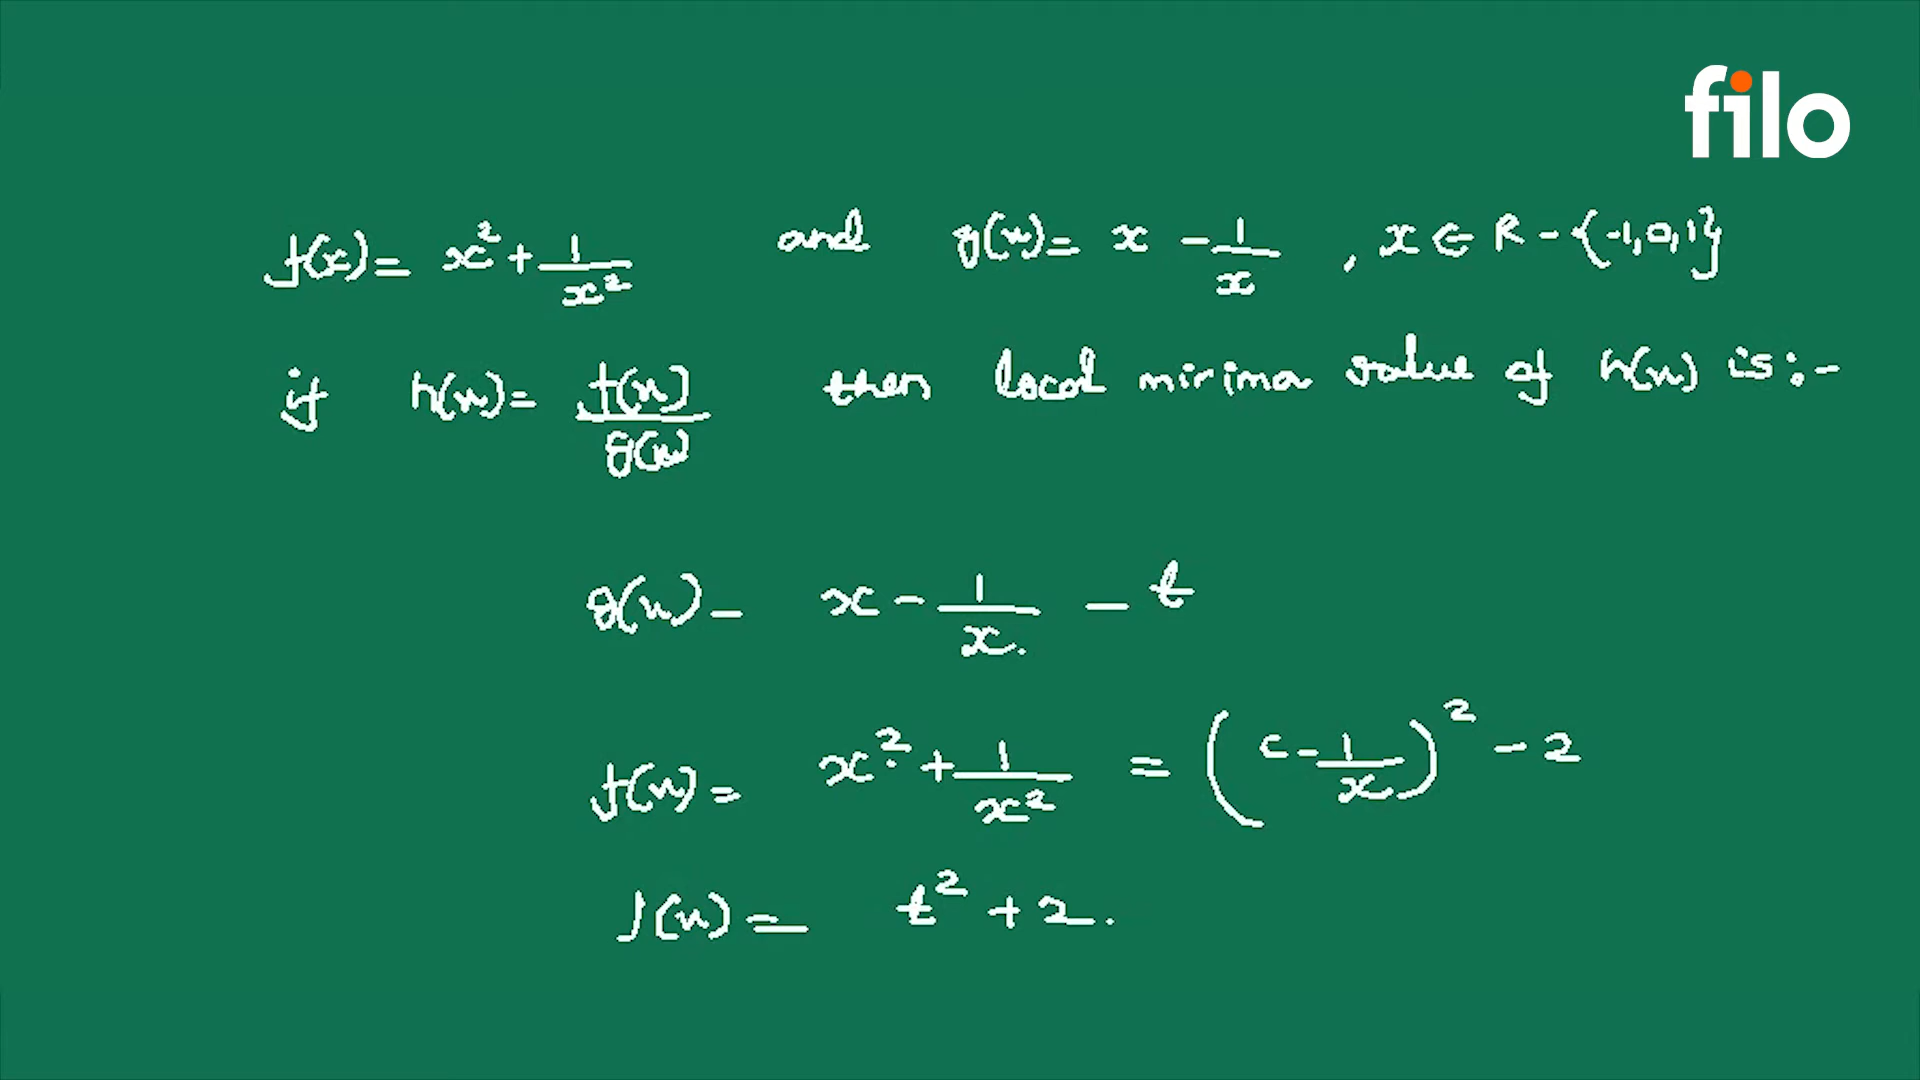 filo
f(x) = x² + 1/x² and g(x) = x - 1/x , x ∈ R - {-1,0,1}
if h(x) = f(x)/g(x) then local minima value of h(x) is :-
g(x) - x - 1/x. - t
f(x) = x² + 1/x² = (c - 1/x)² - 2
f(x) = t² + 2.